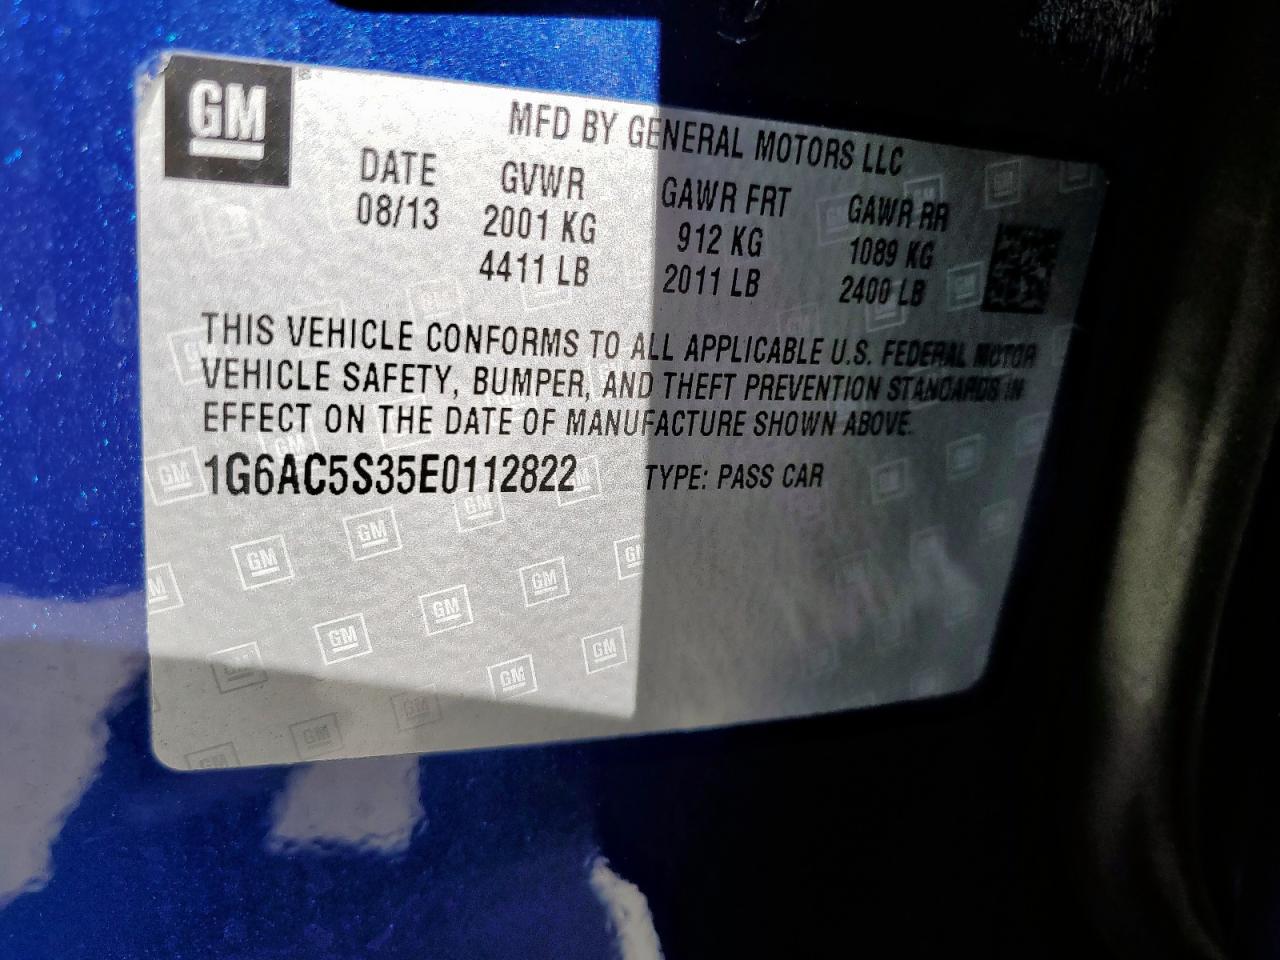 GM
MFD BY GENERAL MOTORS LLC
DATE GVWR GAWR FRT GAWR RR
08/13 2001 KG 912 KG 1089 KG
4411 LB 2011 LB 2400 LB
THIS VEHICLE CONFORMS TO ALL APPLICABLE U.S. FEDERAL MOTOR
VEHICLE SAFETY, BUMPER, AND THEFT PREVENTION STANDARDS IN
EFFECT ON THE DATE OF MANUFACTURE SHOWN ABOVE.
1G6AC5S35E0112822 TYPE: PASS CAR